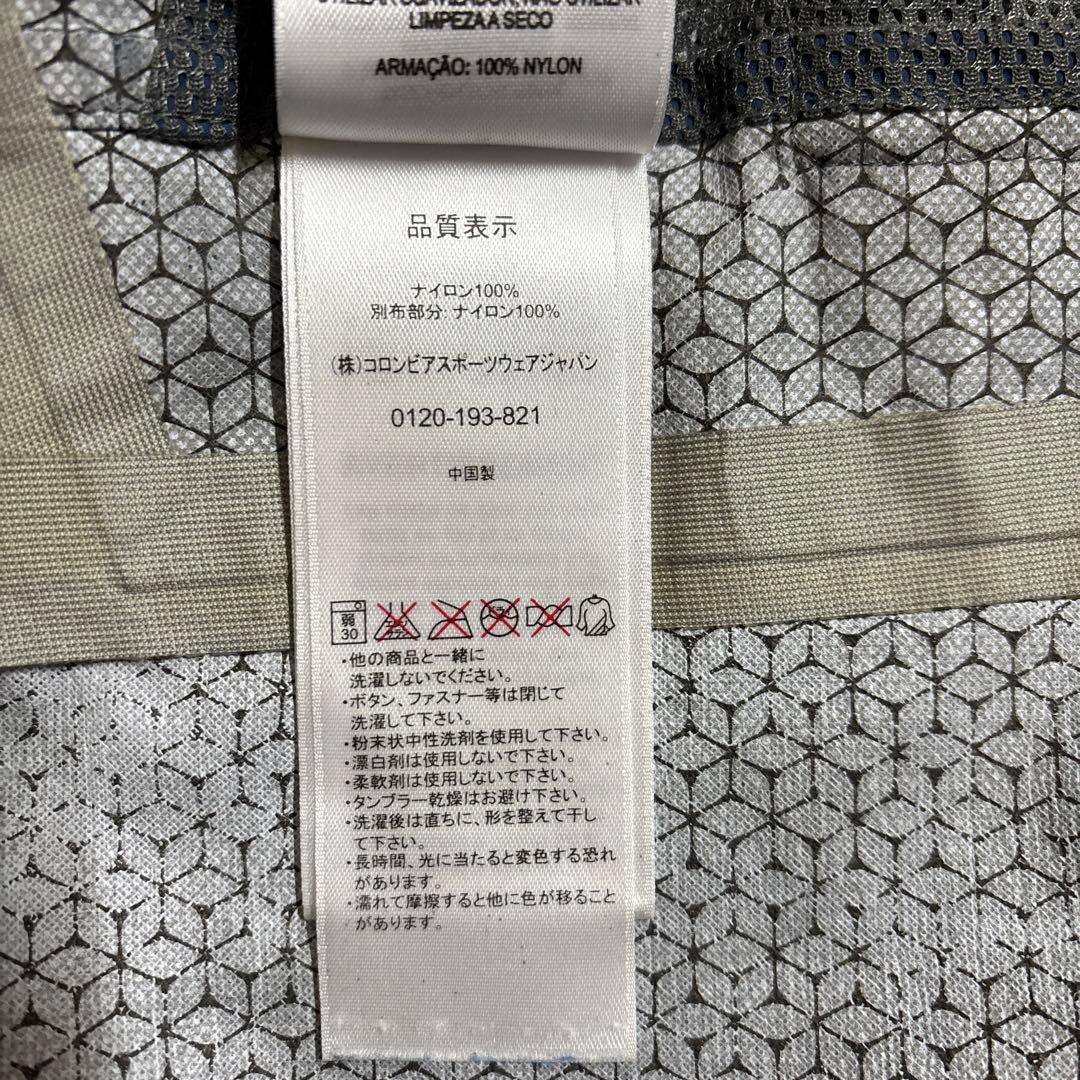 UTILIZAR
LIMPEZA A SECO
ARMAÇÃO: 100% NYLON
品質表示
ナイロン100%
別布部分: ナイロン100%
(株)コロンビアスポーツウェアジャパン
0120-193-821
中国製
弱
30
・他の商品と一緒に
洗濯しないでください。
・ボタン、ファスナー等は閉じて
洗濯して下さい。
・粉末状中性洗剤を使用して下さい。
・漂白剤は使用しないで下さい。
・柔軟剤は使用しないで下さい。
・タンブラー乾燥はお避け下さい。
・洗濯後は直ちに、形を整えて干し
て下さい。
・長時間、光に当たると変色する恐れ
があります。
・濡れて摩擦すると他に色が移ること
があります。